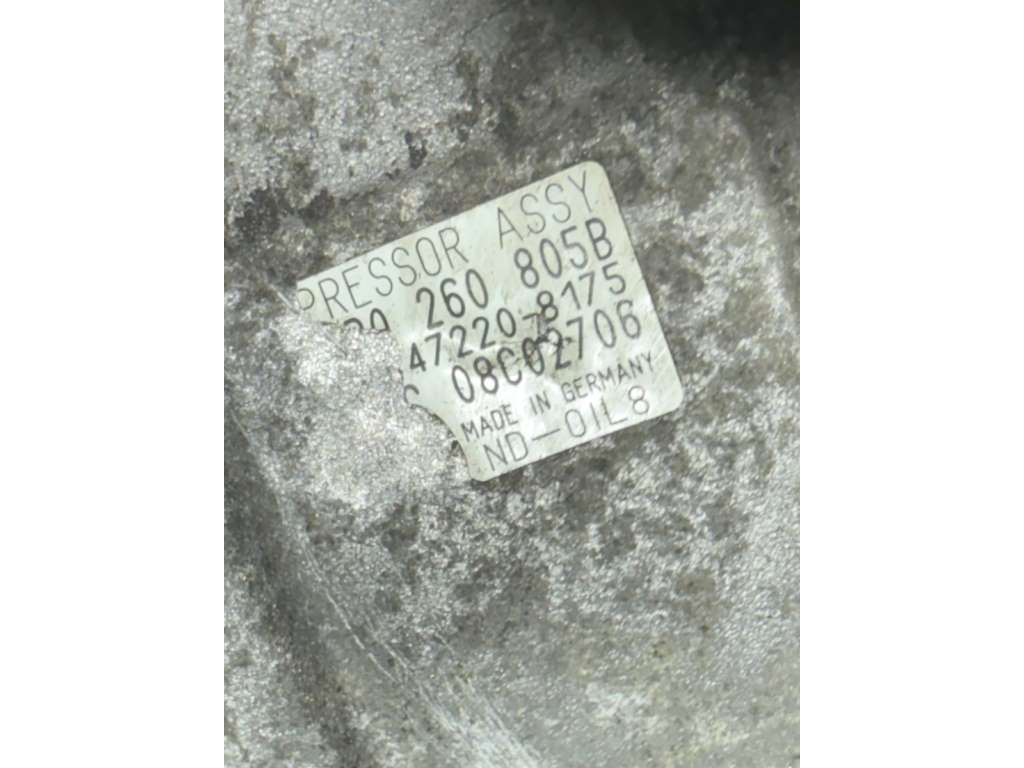 PRESSOR ASSY
260 805B
47220-8175
08C02706
MADE IN GERMANY
ND-OIL8